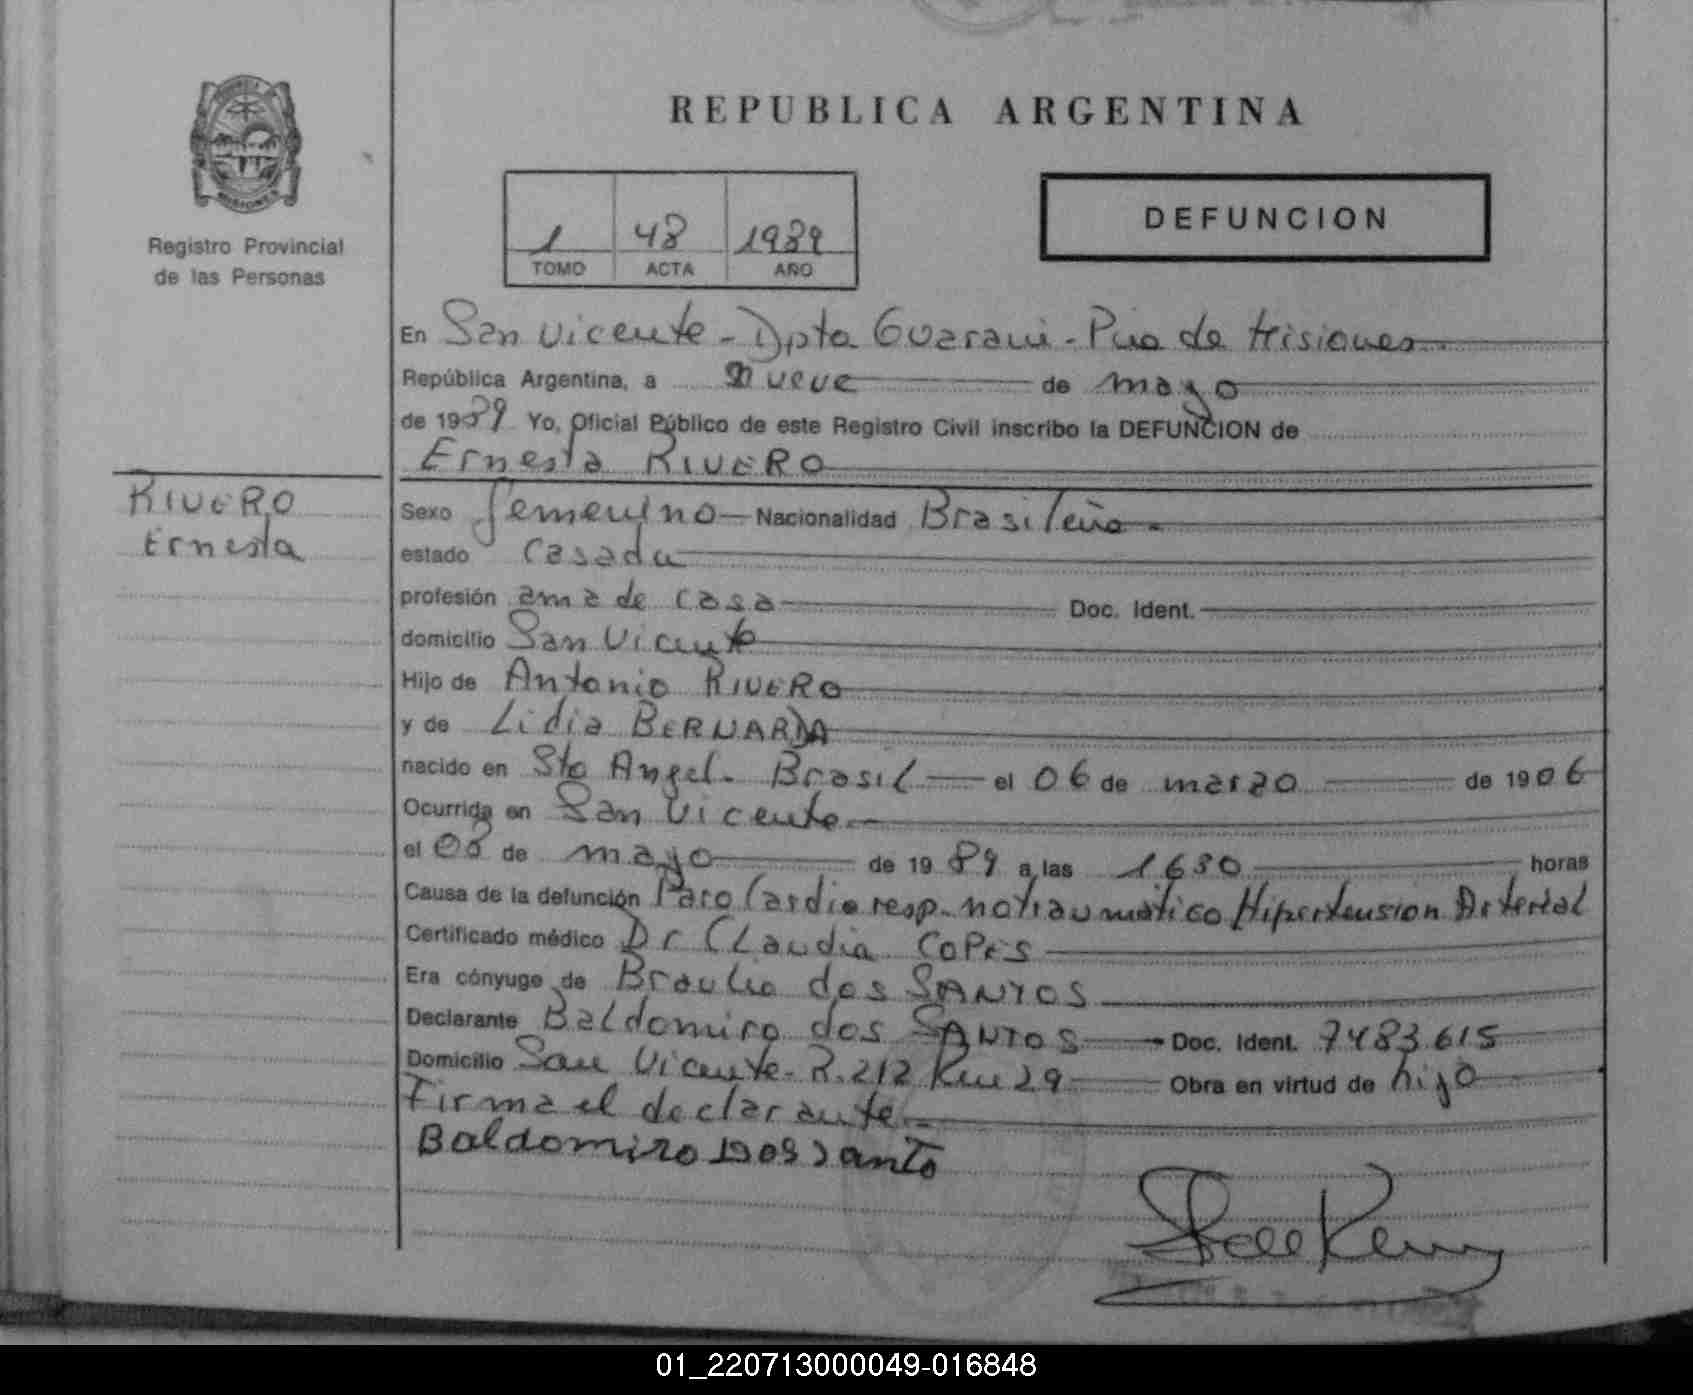 REPUBLICA ARGENTINA
Registro Provincial
de las Personas
1 48 1989
TOMO ACTA AÑO
DEFUNCION
En San Vicente - Dpto Guarani - Pcia de Misiones
República Argentina, a nueve de mayo
de 1989 Yo, Oficial Público de este Registro Civil inscribo la DEFUNCION de
Ernesta RIVERO
RIVERO
Ernesta
Sexo femenino Nacionalidad Brasileña
estado Casada
profesión ama de casa Doc. Ident.
domicilio San Vicente
Hijo de Antonio RIVERO
y de Lidia BERNARDA
nacido en Sto Angel - Brasil el 06 de marzo de 1906
Ocurrida en San Vicente
el 08 de mayo de 1989 a las 1630 horas
Causa de la defunción Paro Cardio resp. no traumático Hipertension Arterial
Certificado médico Dr Claudia COPES
Era cónyuge de Braulio dos SANTOS
Declarante Baldomiro dos SANTOS Doc. Ident. 7483615
Domicilio San Vicente - R. 212 Km 29 Obra en virtud de hijo
Firma el declarante
Baldomiro Dos Santo
01_220713000049-016848